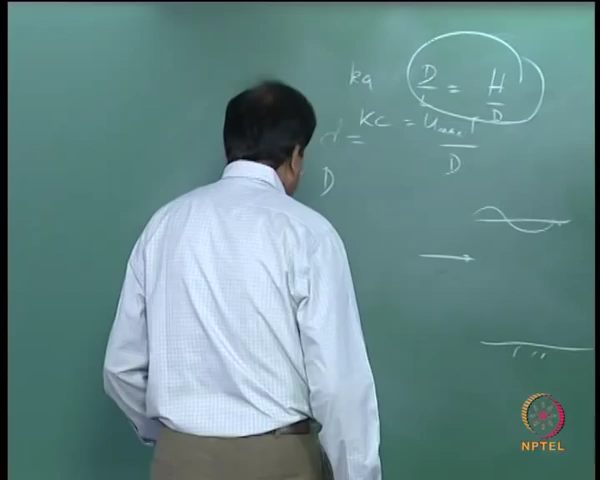 ka D/L = H/D
KC = Umax T / D
D
NPTEL